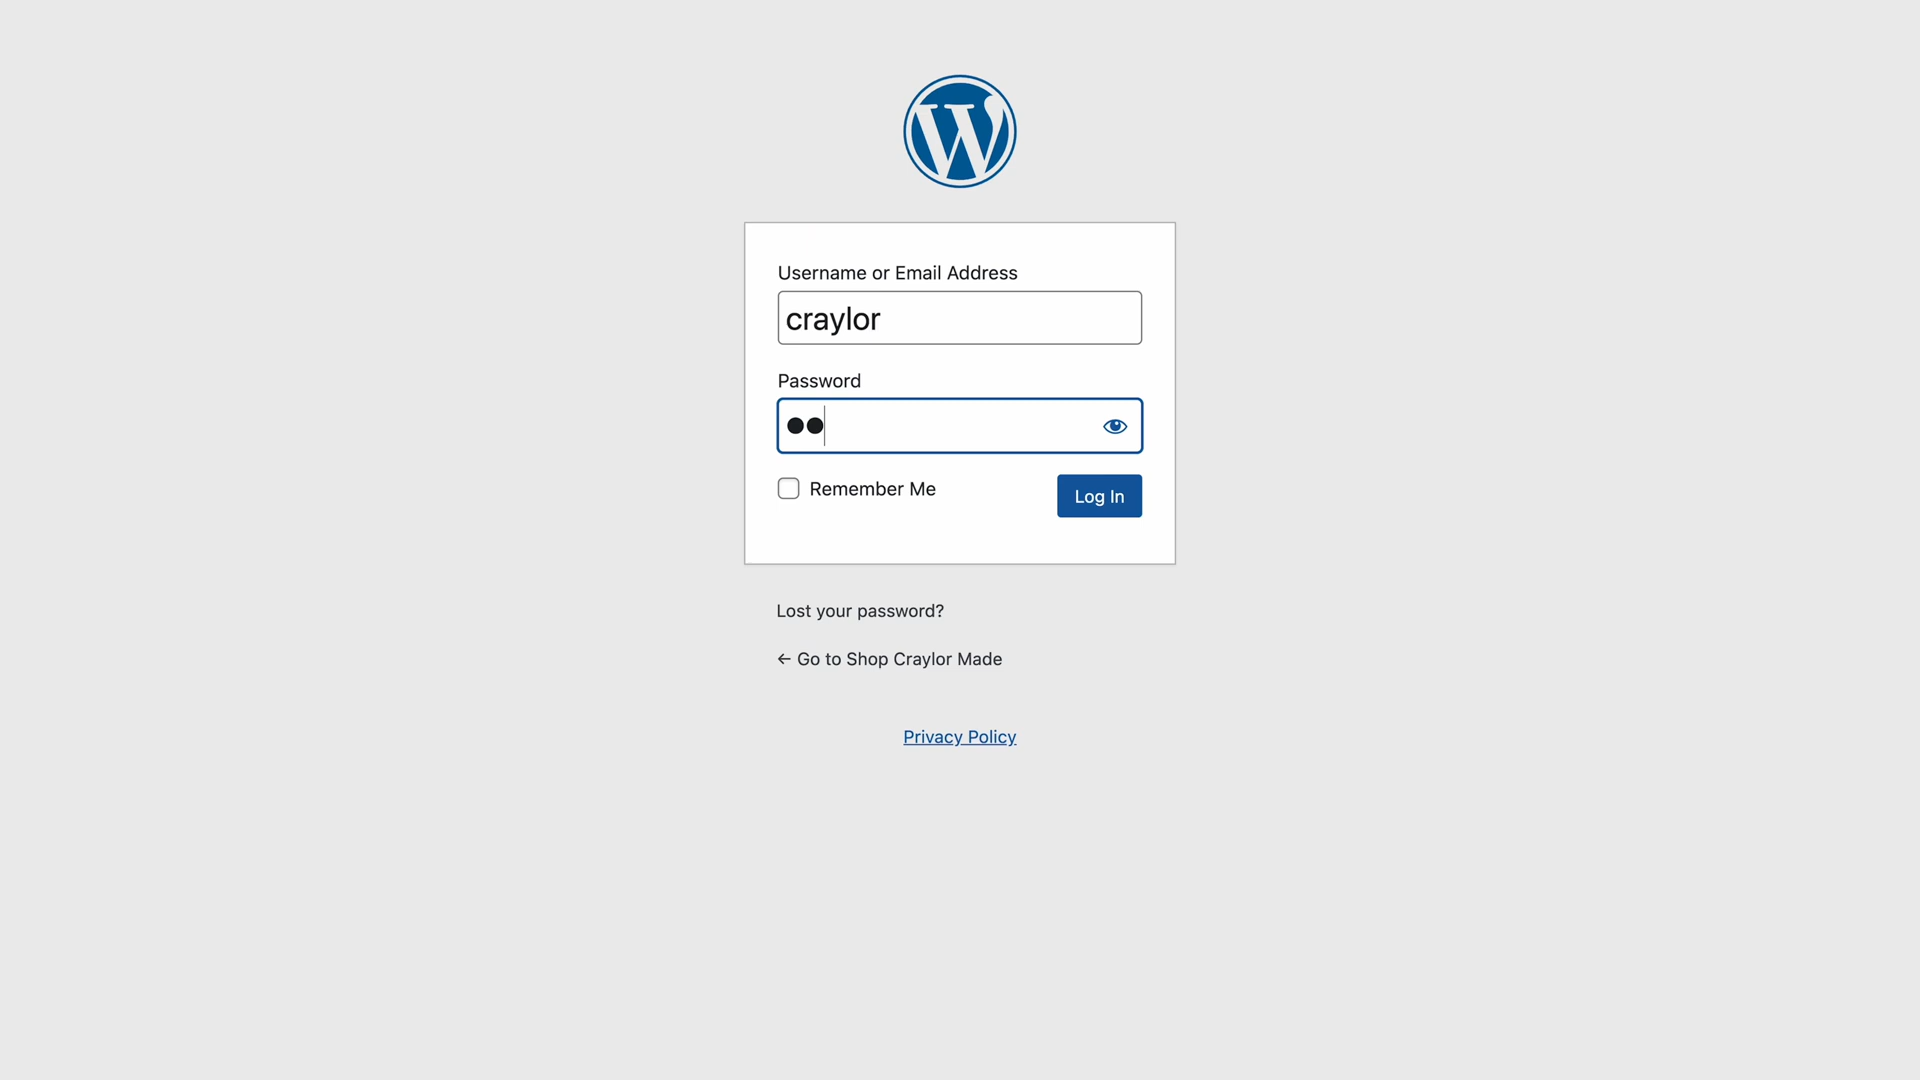 Username or Email Address
craylor
Password
Remember Me
Log In
Lost your password?
← Go to Shop Craylor Made
Privacy Policy